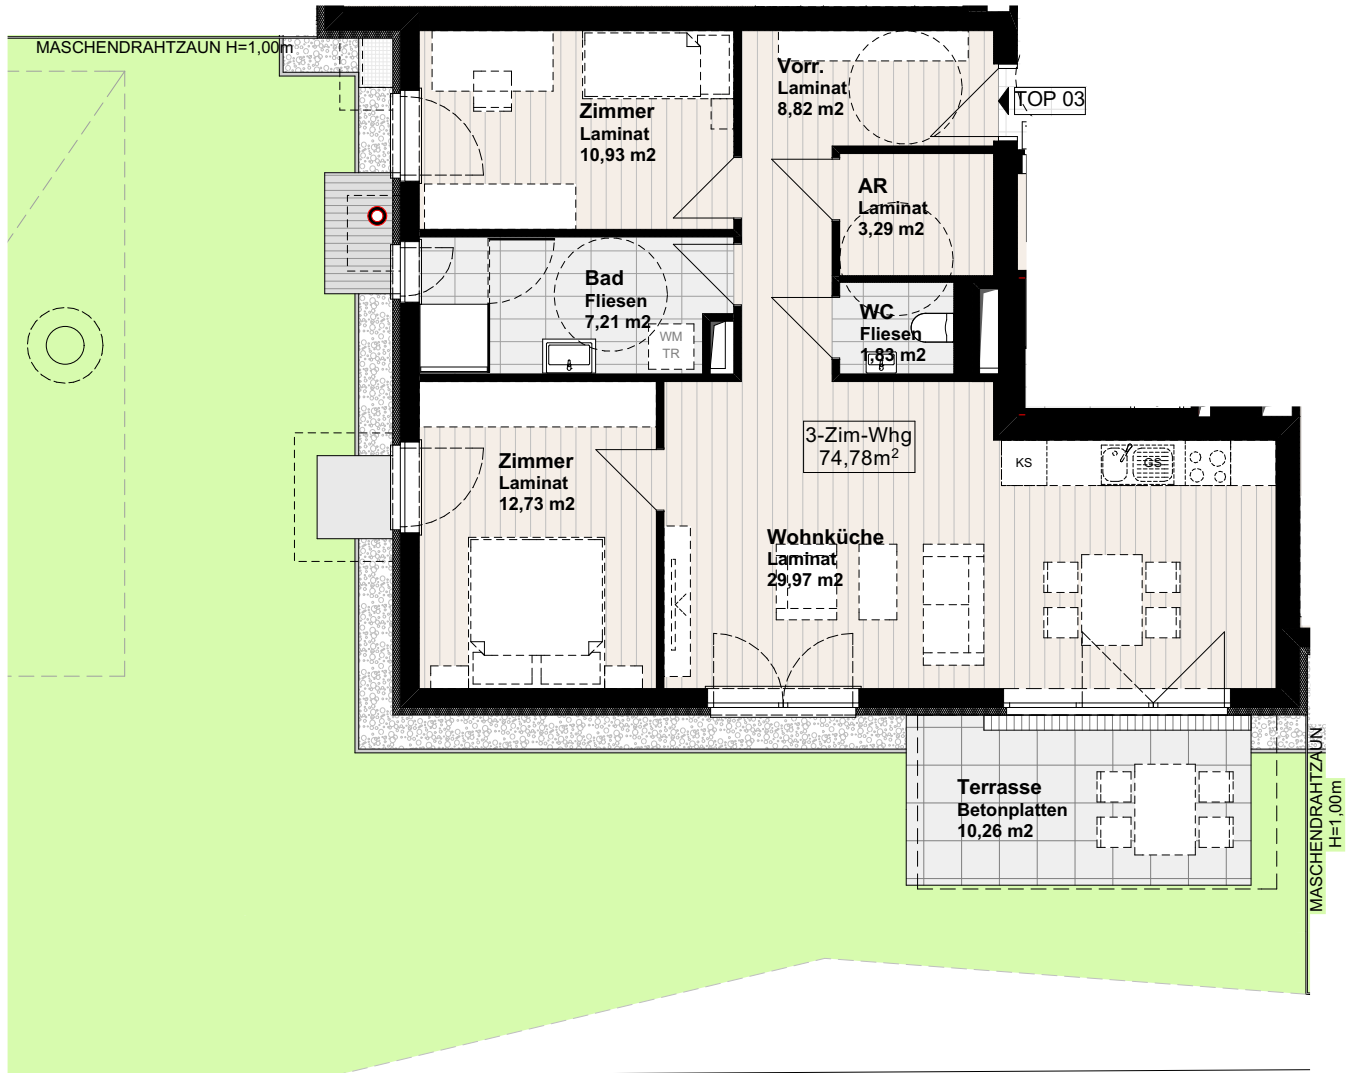 MASCHENDRAHTZAUN H=1,00m
Vorr.
Laminat
8,82 m2
TOP 03
Zimmer
Laminat
10,93 m2
AR
Laminat
3,29 m2
Bad
Fliesen
7,21 m2
WM
TR
WC
Fliesen
1,83 m2
3-Zim-Whg
74,78m²
KS
GS
Zimmer
Laminat
12,73 m2
Wohnküche
Laminat
29,97 m2
Terrasse
Betonplatten
10,26 m2
MASCHENDRAHTZAUN
H=1,00m